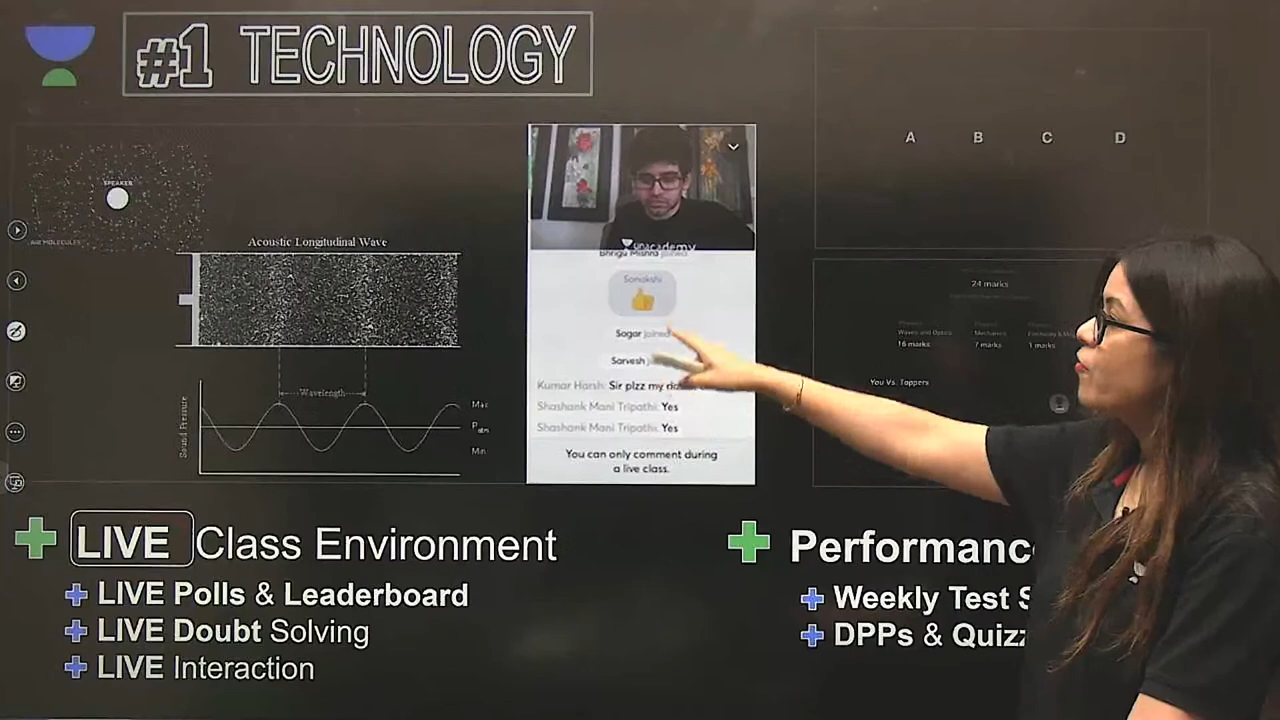 #1 TECHNOLOGY
SPEAKER
AIR MOLECULES
Acoustic Longitudinal Wave
Wavelength
Sound Pressure
Max
Patm
Min
unacademy
Bhrigu Mishra joined
Sonakshi
Sagar joined
Sarvesh
Kumar Harsh: Sir plzz my
Shashank Mani Tripathi: Yes
Shashank Mani Tripathi: Yes
You can only comment during
a live class.
A B C D
24 marks
Waves and Optics Mechanics
16 marks 7 marks 1 marks
You Vs. Toppers
LIVE Class Environment
LIVE Polls & Leaderboard
LIVE Doubt Solving
LIVE Interaction
Performanc
Weekly Test S
DPPs & Quizz